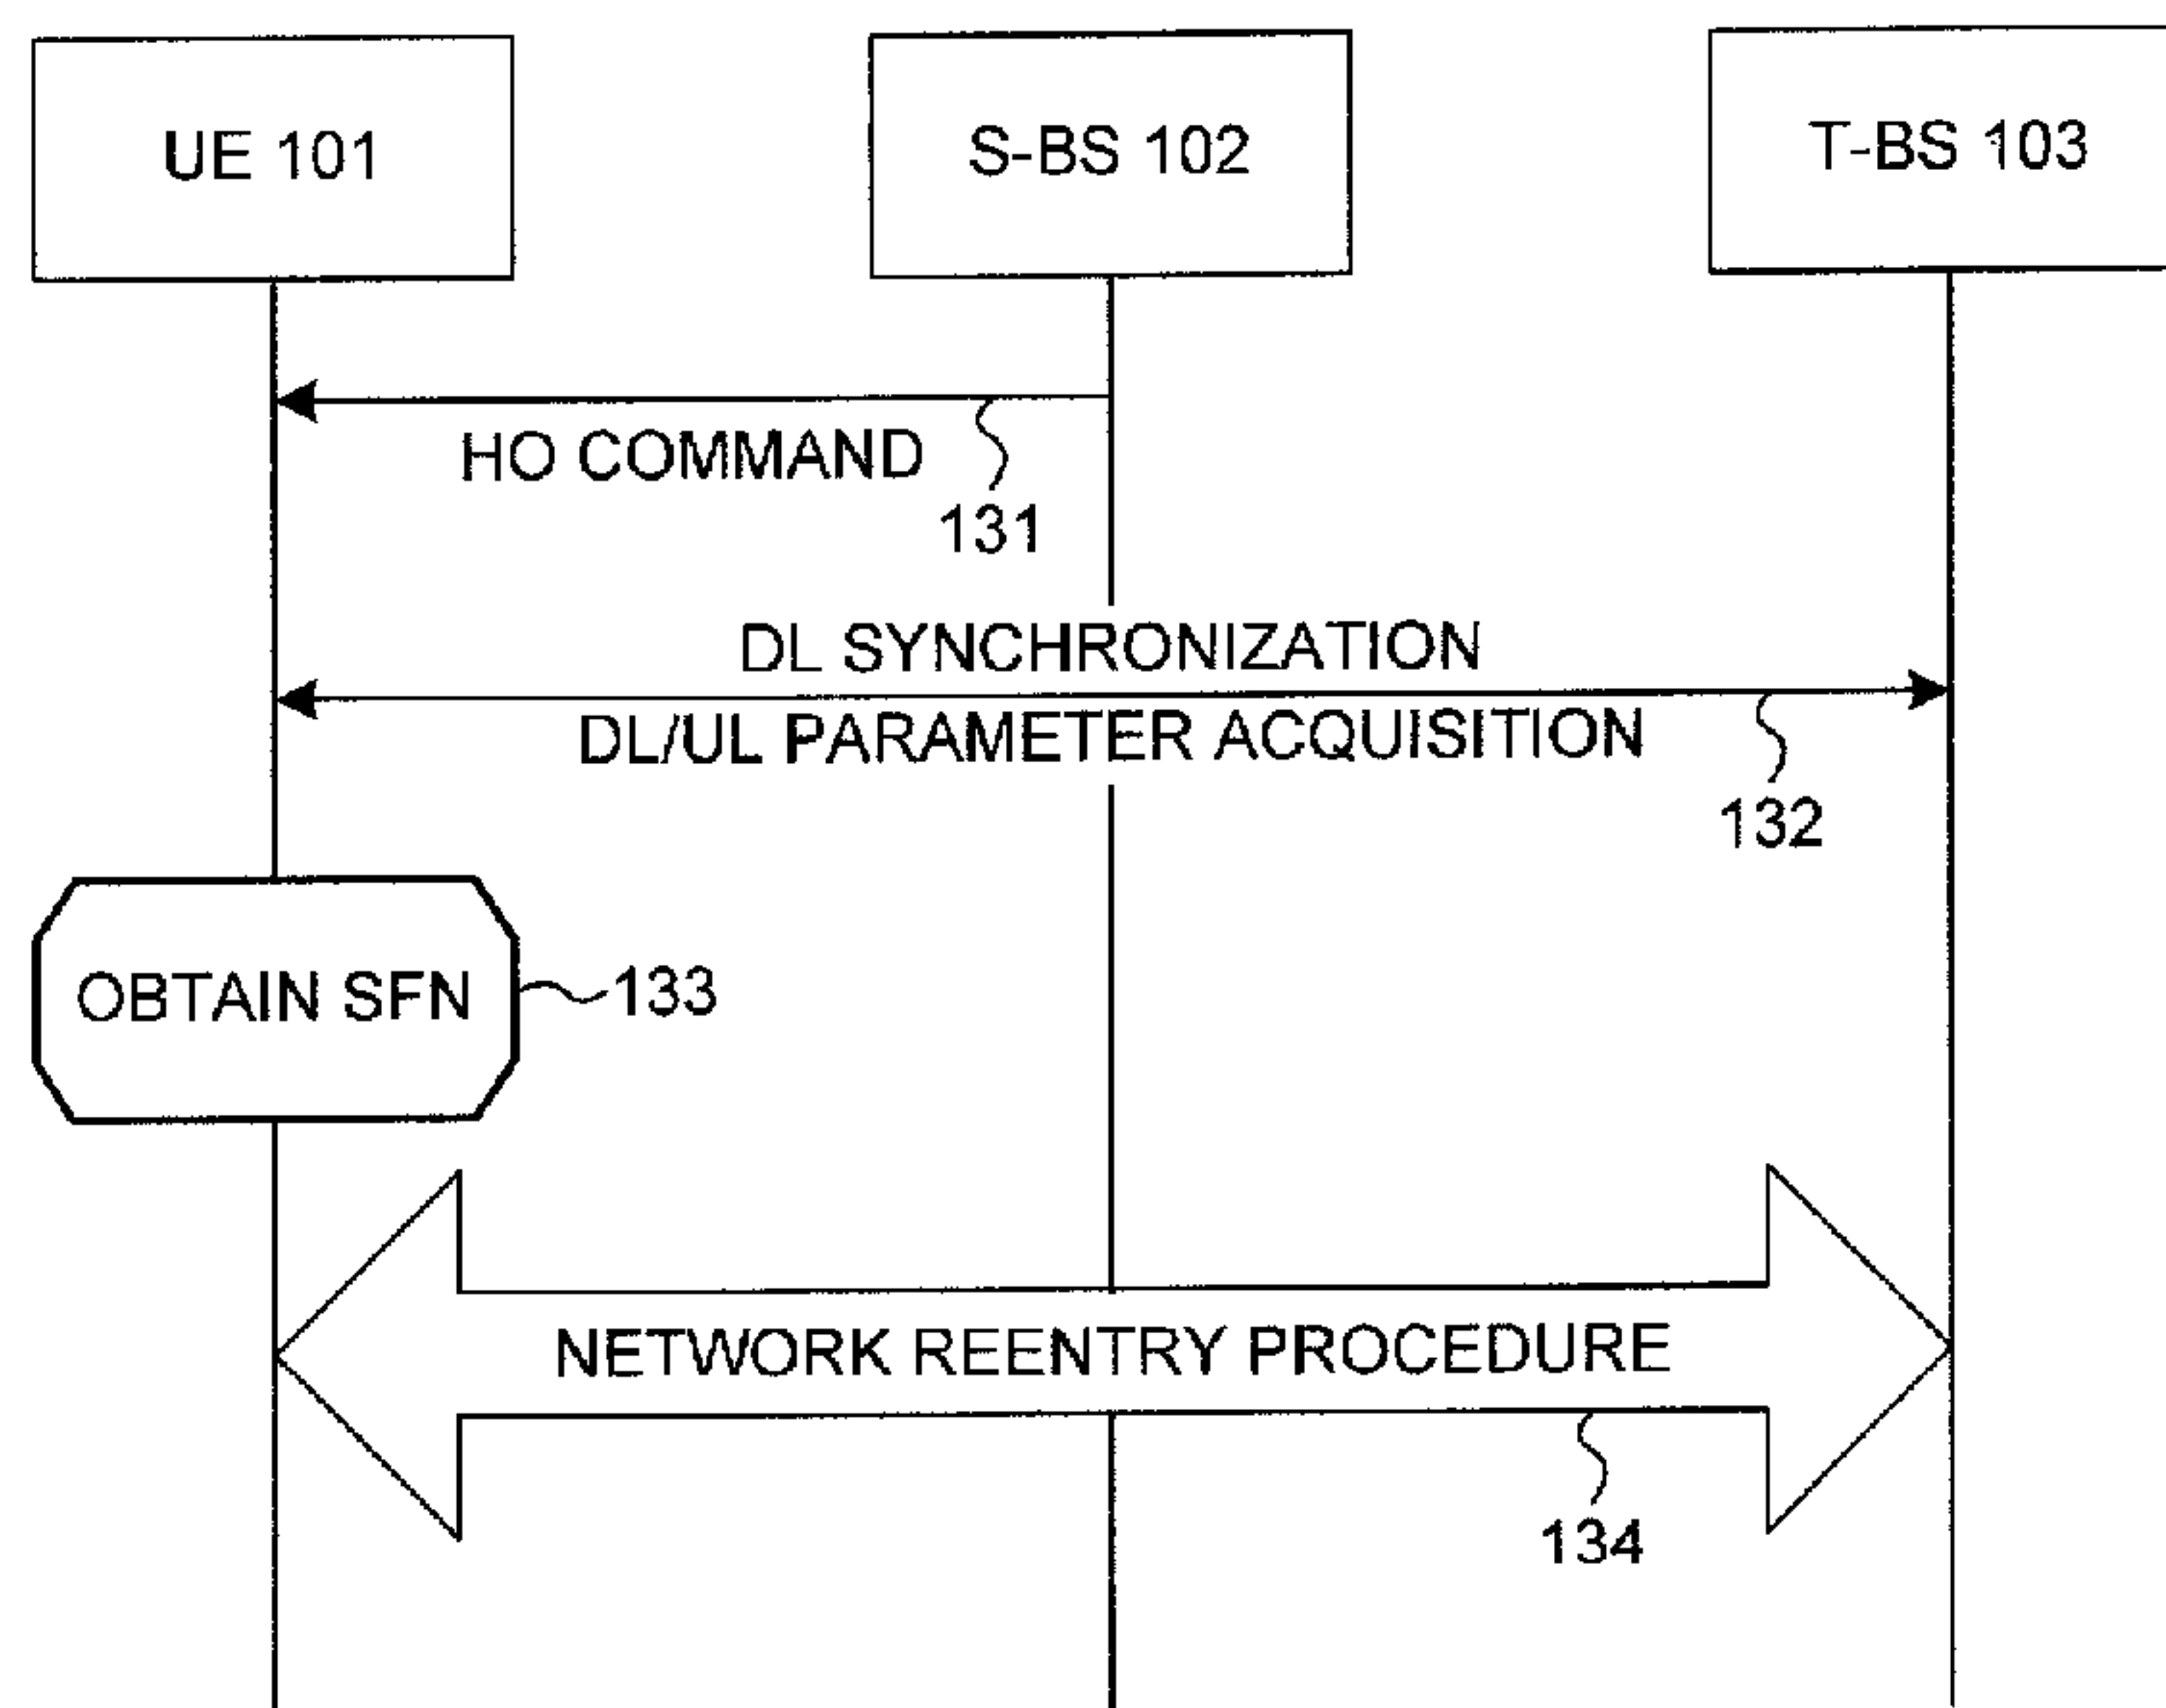 UE 101
S-BS 102
T-BS 103
HO COMMAND
131
DL SYNCHRONIZATION
DL/UL PARAMETER ACQUISITION
132
OBTAIN SFN
133
NETWORK REENTRY PROCEDURE
134